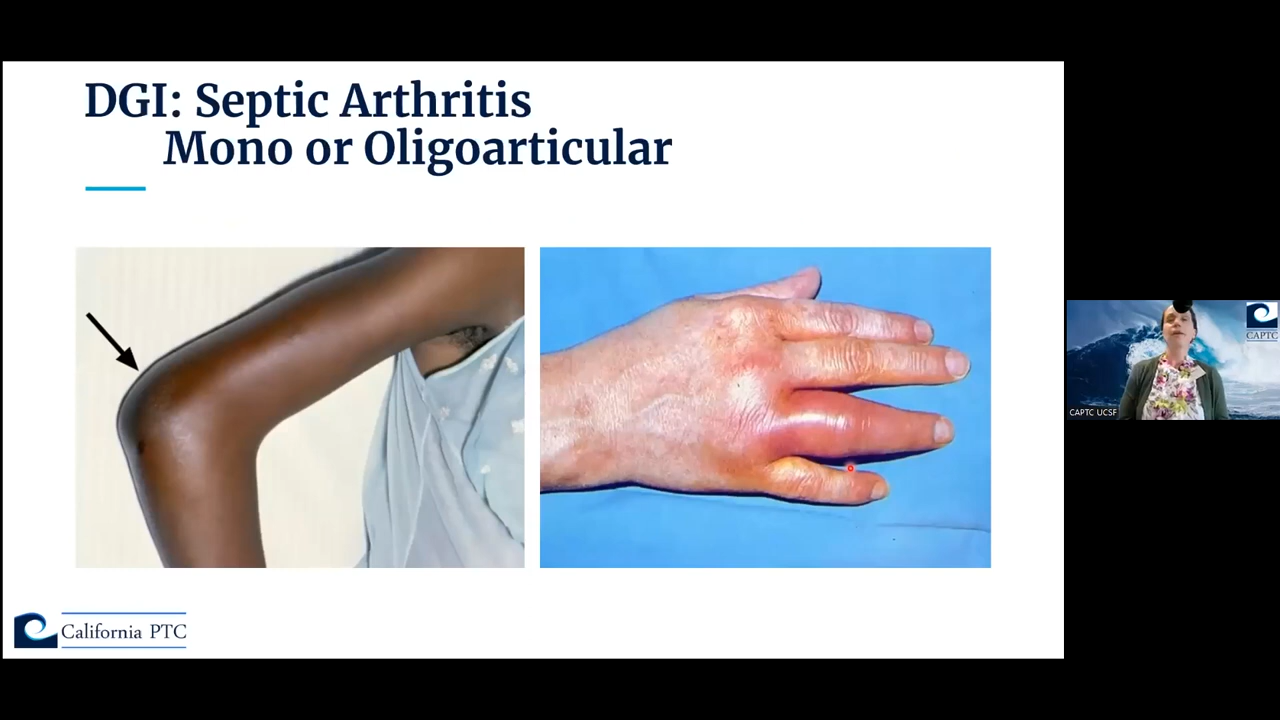 DGI: Septic Arthritis
Mono or Oligoarticular
California PTC
CAPTC
CAPTC UCSF